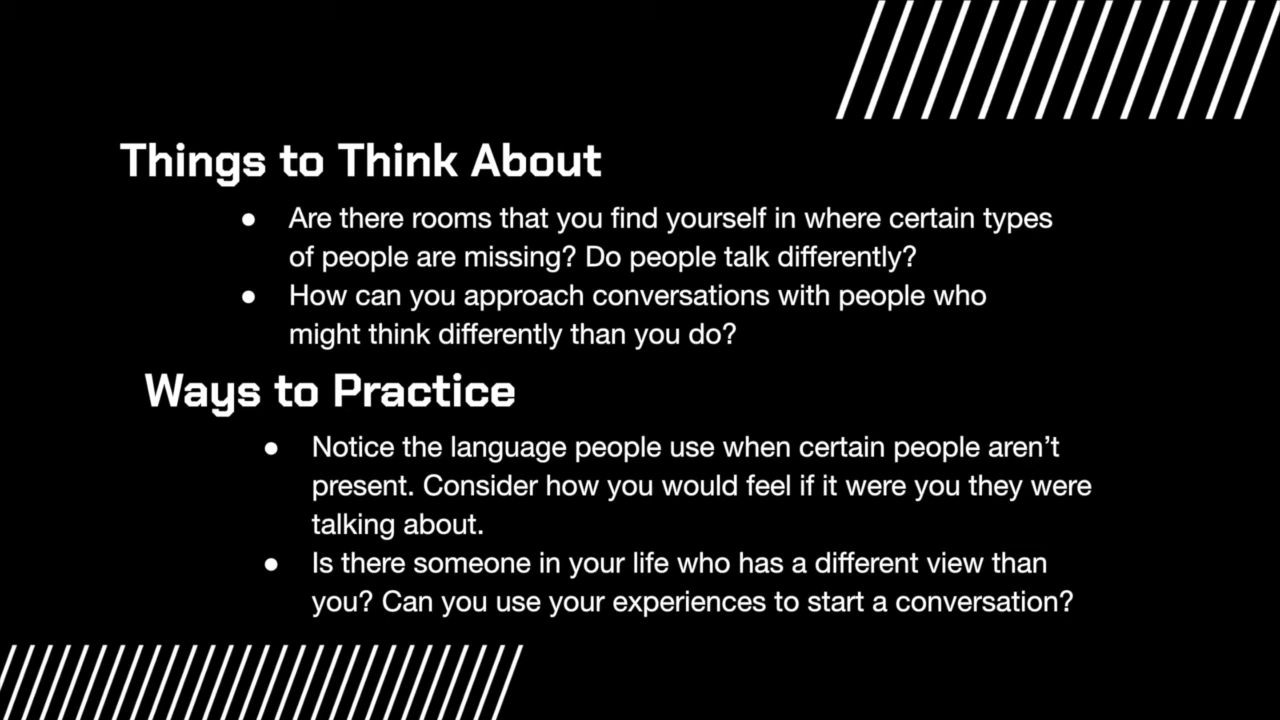 Things to Think About
● Are there rooms that you find yourself in where certain types
of people are missing? Do people talk differently?
● How can you approach conversations with people who
might think differently than you do?
Ways to Practice
● Notice the language people use when certain people aren’t
present. Consider how you would feel if it were you they were
talking about.
● Is there someone in your life who has a different view than
you? Can you use your experiences to start a conversation?